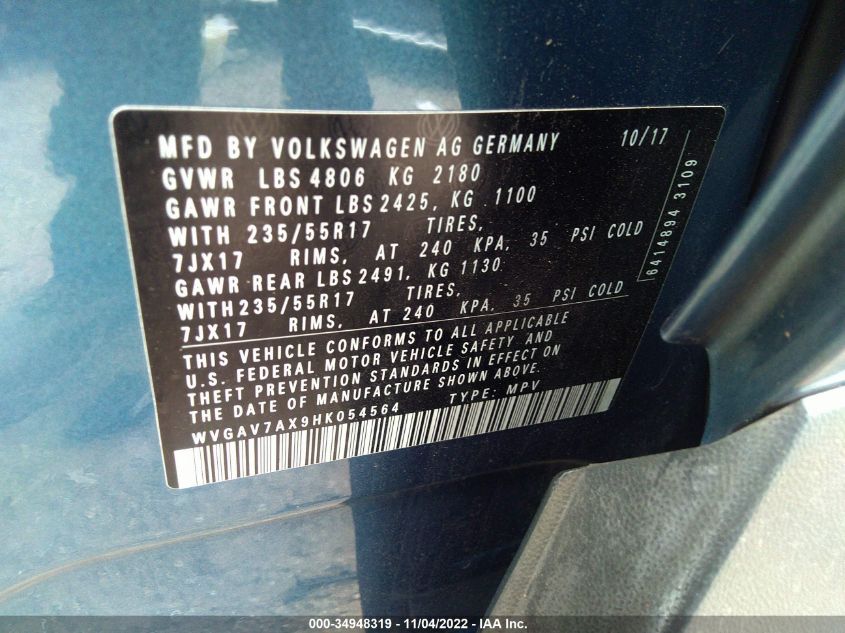 MFD BY VOLKSWAGEN AG GERMANY 10/17
GVWR LBS 4806 KG 2180
GAWR FRONT LBS 2425, KG 1100
WITH 235/55R17 TIRES,
7JX17 RIMS, AT 240 KPA, 35 PSI COLD
GAWR REAR LBS 2491, KG 1130
WITH 235/55R17 TIRES,
7JX17 RIMS, AT 240 KPA, 35 PSI COLD
THIS VEHICLE CONFORMS TO ALL APPLICABLE
U.S. FEDERAL MOTOR VEHICLE SAFETY AND
THEFT PREVENTION STANDARDS IN EFFECT ON
THE DATE OF MANUFACTURE SHOWN ABOVE.
WVGAV7AX9HK054564 TYPE: MPV
6414894 3109
000-34948319 - 11/04/2022 - IAA Inc.